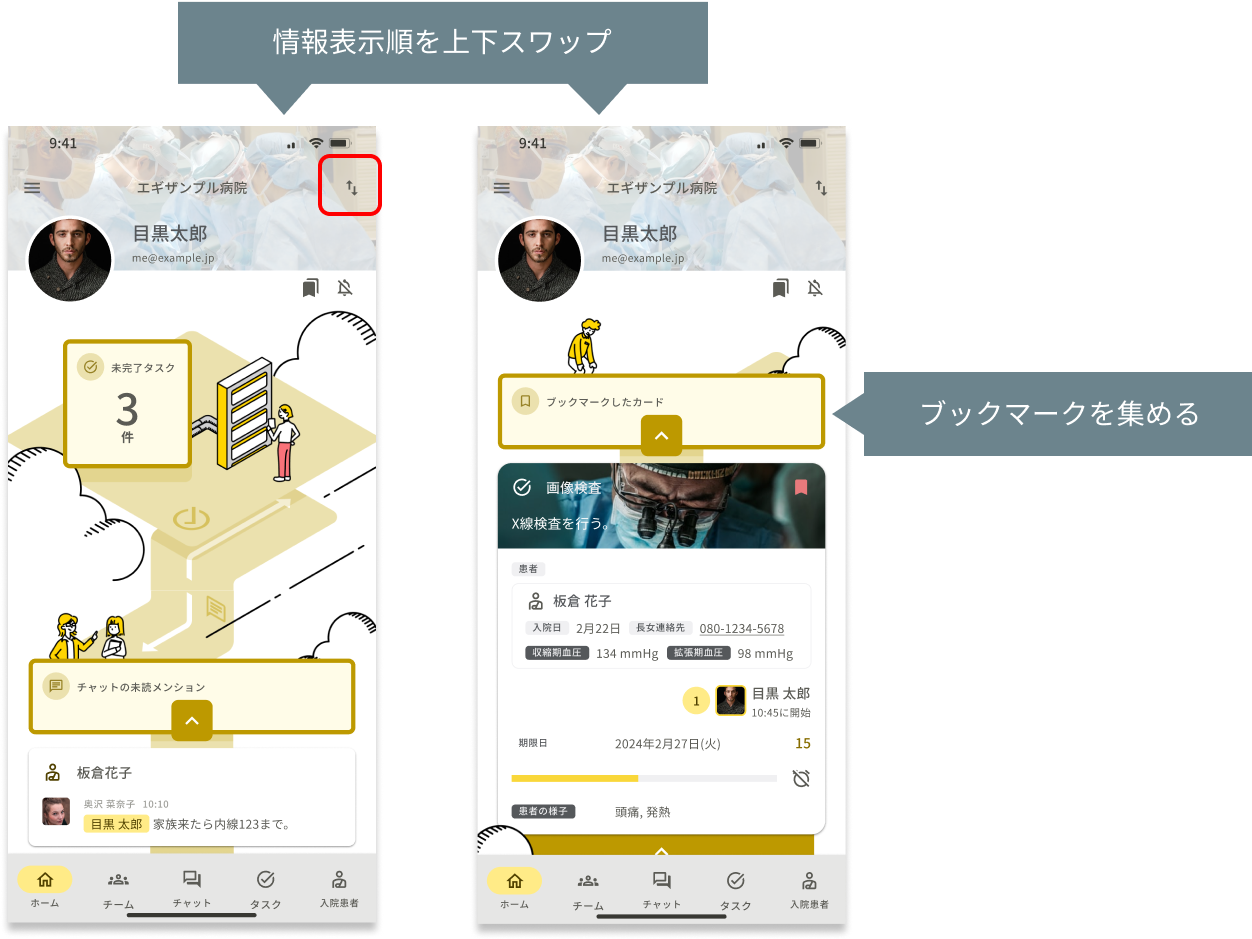 情報表示順を上下スワップ
9:41
エギザンプル病院
目黒太郎
me@example.jp
未完了タスク
3
件
チャットの未読メンション
板倉花子
奥沢 菜奈子 10:10
目黒 太郎 家族来たら内線123まで。
ホーム
チーム
チャット
タスク
入院患者
9:41
エギザンプル病院
目黒太郎
me@example.jp
ブックマークしたカード
ブックマークを集める
画像検査
X線検査を行う。
患者
板倉 花子
入院日 2月22日 長女連絡先 080-1234-5678
収縮期血圧 134 mmHg 拡張期血圧 98 mmHg
1 目黒 太郎
10:45に開始
期限日 2024年2月27日(火) 15
患者の様子 頭痛, 発熱
ホーム
チーム
チャット
タスク
入院患者